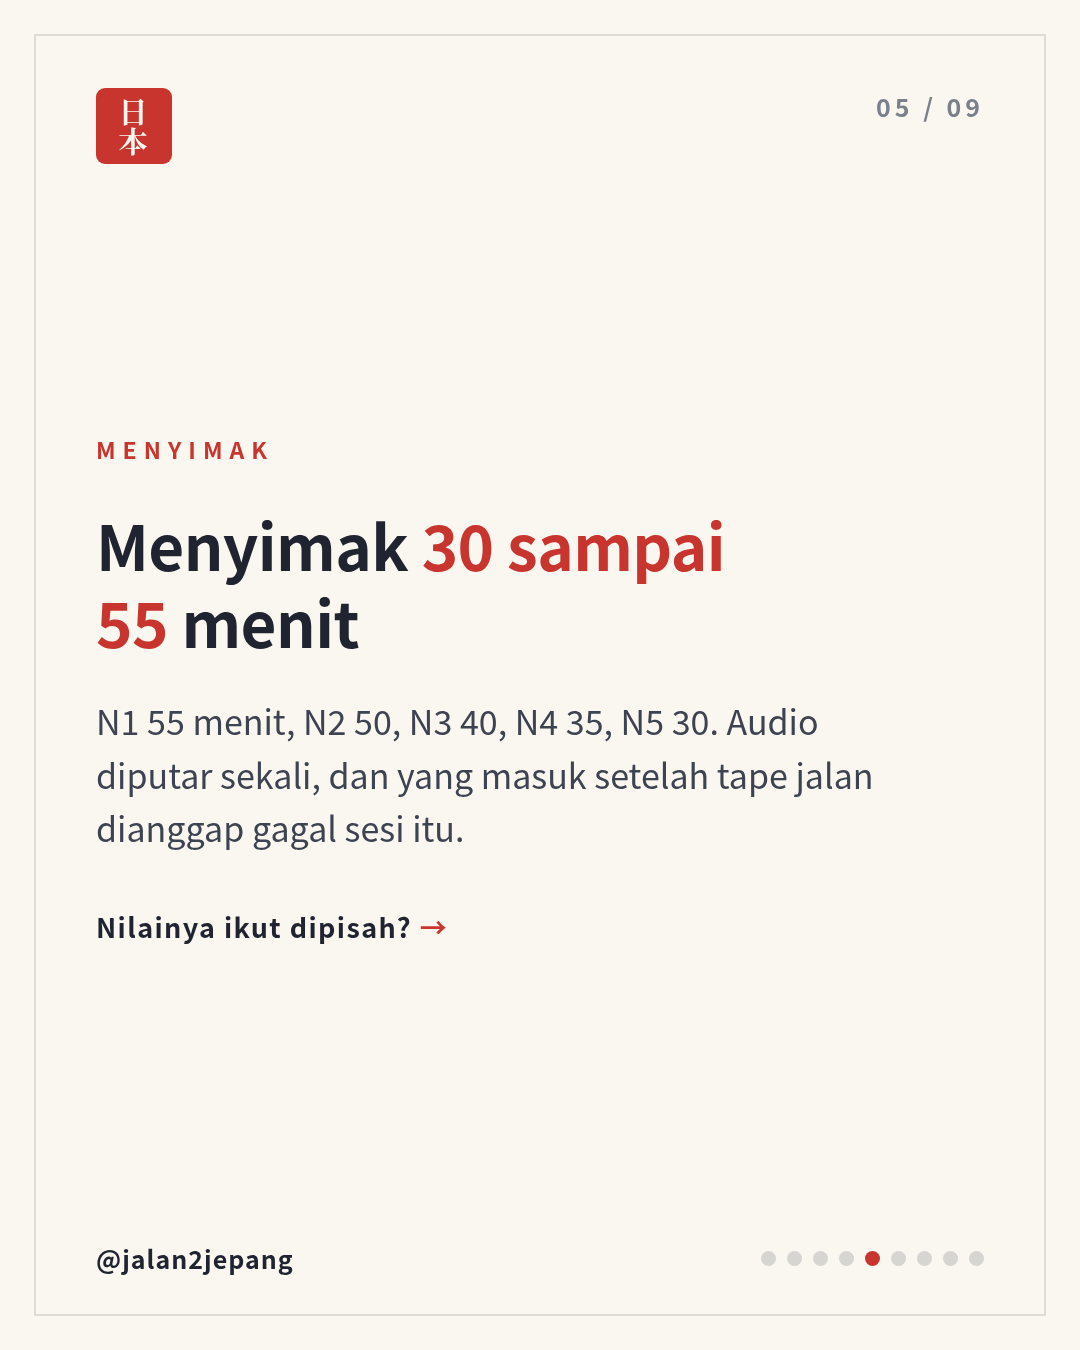 日
本
05 / 09
MENYIMAK
Menyimak 30 sampai
55 menit
N1 55 menit, N2 50, N3 40, N4 35, N5 30. Audio
diputar sekali, dan yang masuk setelah tape jalan
dianggap gagal sesi itu.
Nilainya ikut dipisah? →
@jalan2jepang